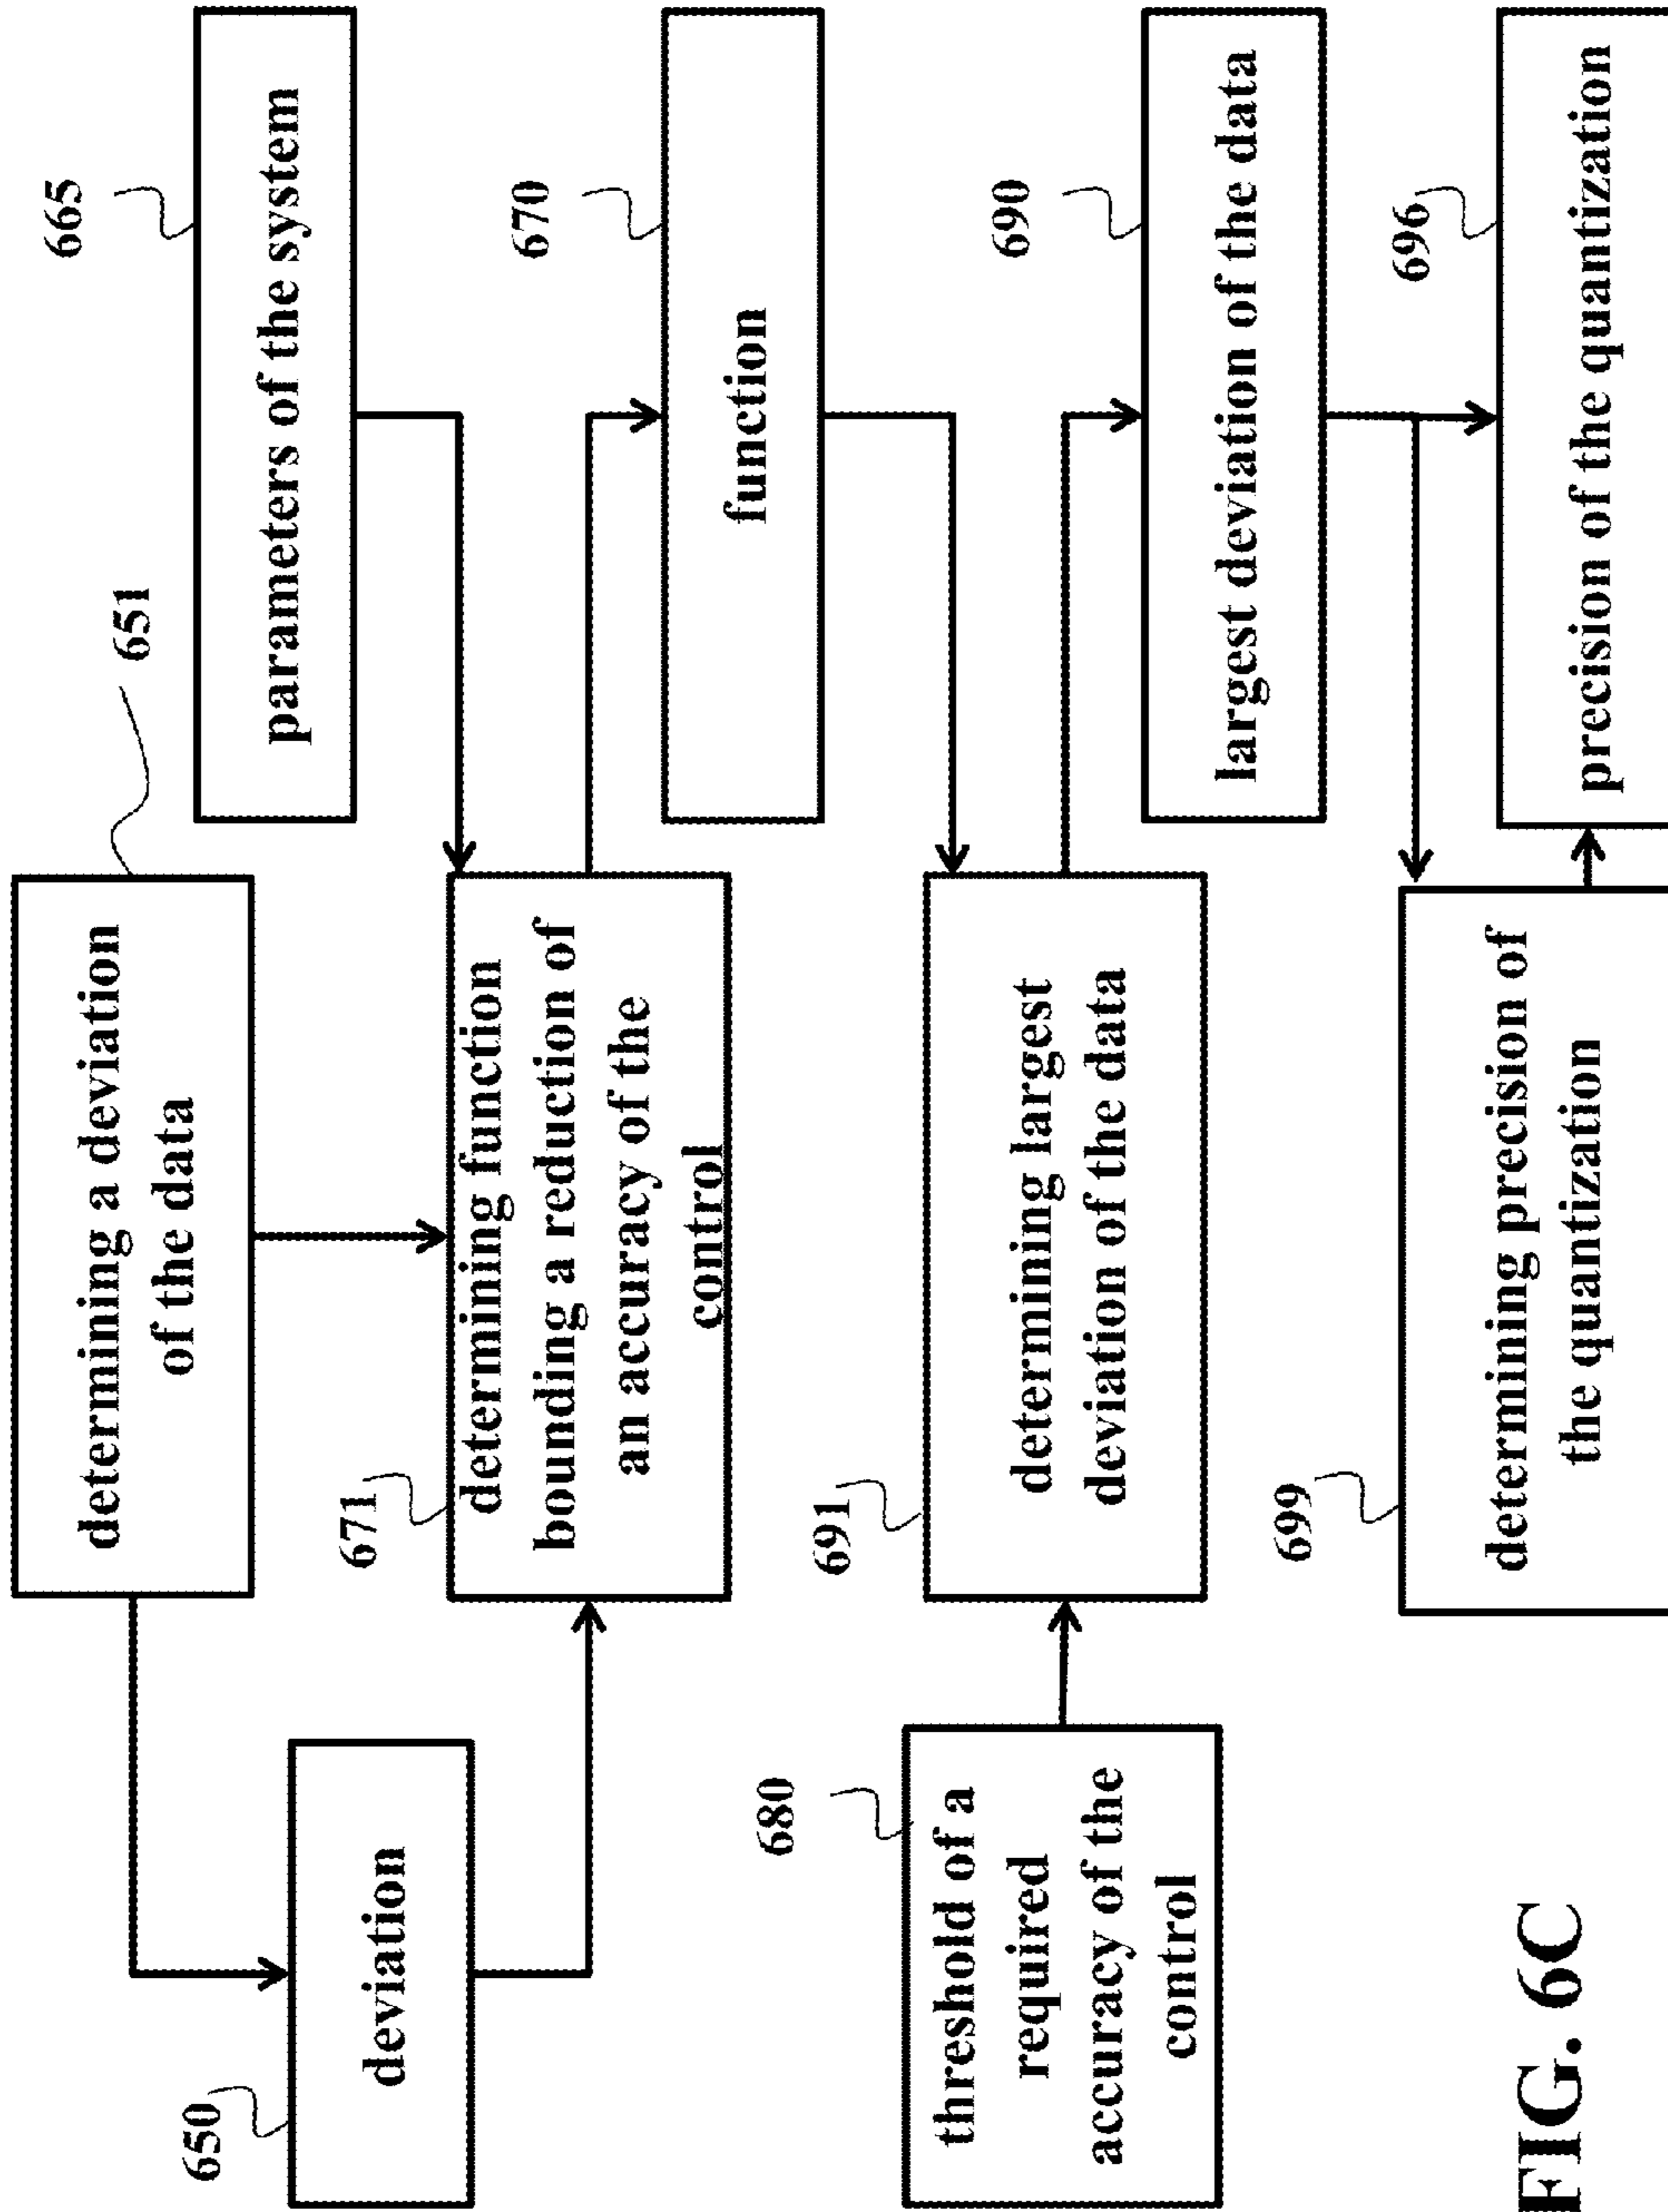 651
determining a deviation
of the data
665
parameters of the system
650
deviation
671
determining function
bounding a reduction of
an accuracy of the
control
670
function
680
threshold of a
required
accuracy of the
control
691
determining largest
deviation of the data
690
largest deviation of the data
699
determining precision of
the quantization
696
precision of the quantization
FIG. 6C